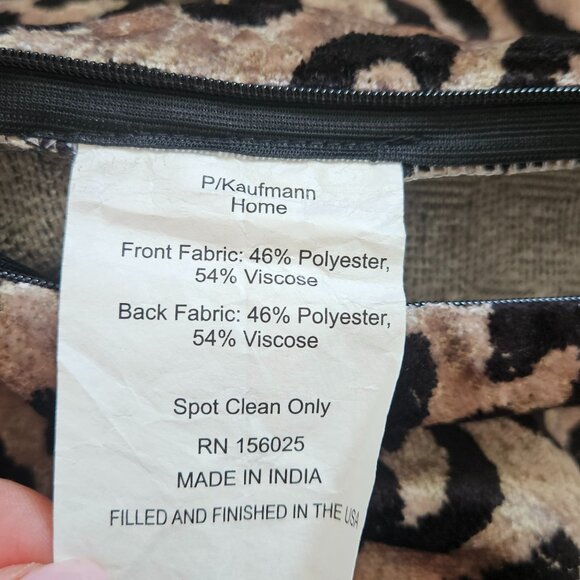 P/Kaufmann
Home
Front Fabric: 46% Polyester,
54% Viscose
Back Fabric: 46% Polyester,
54% Viscose
Spot Clean Only
RN 156025
MADE IN INDIA
FILLED AND FINISHED IN THE USA